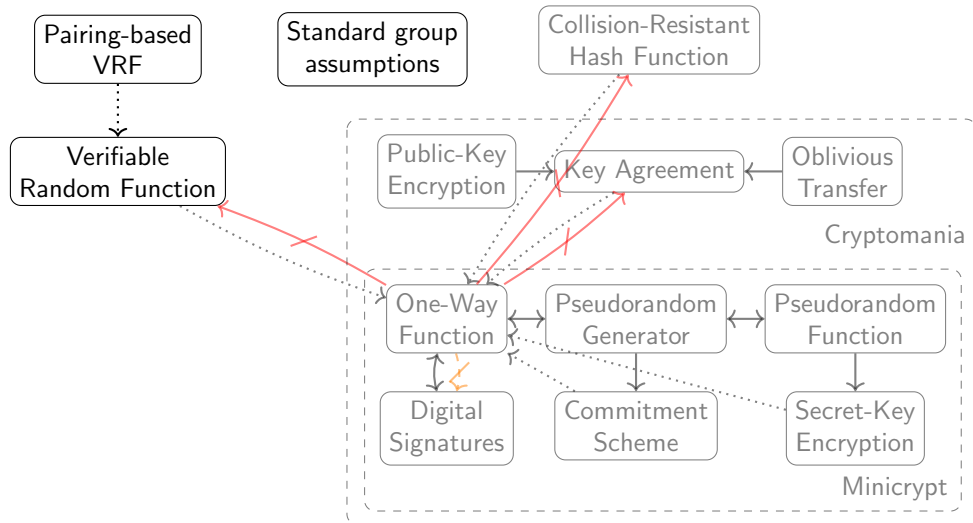 Pairing-based
VRF
Standard group
assumptions
Collision-Resistant
Hash Function
Verifiable
Random Function
Public-Key
Encryption
Key Agreement
Oblivious
Transfer
Cryptomania
One-Way
Function
Pseudorandom
Generator
Pseudorandom
Function
Digital
Signatures
Commitment
Scheme
Secret-Key
Encryption
Minicrypt